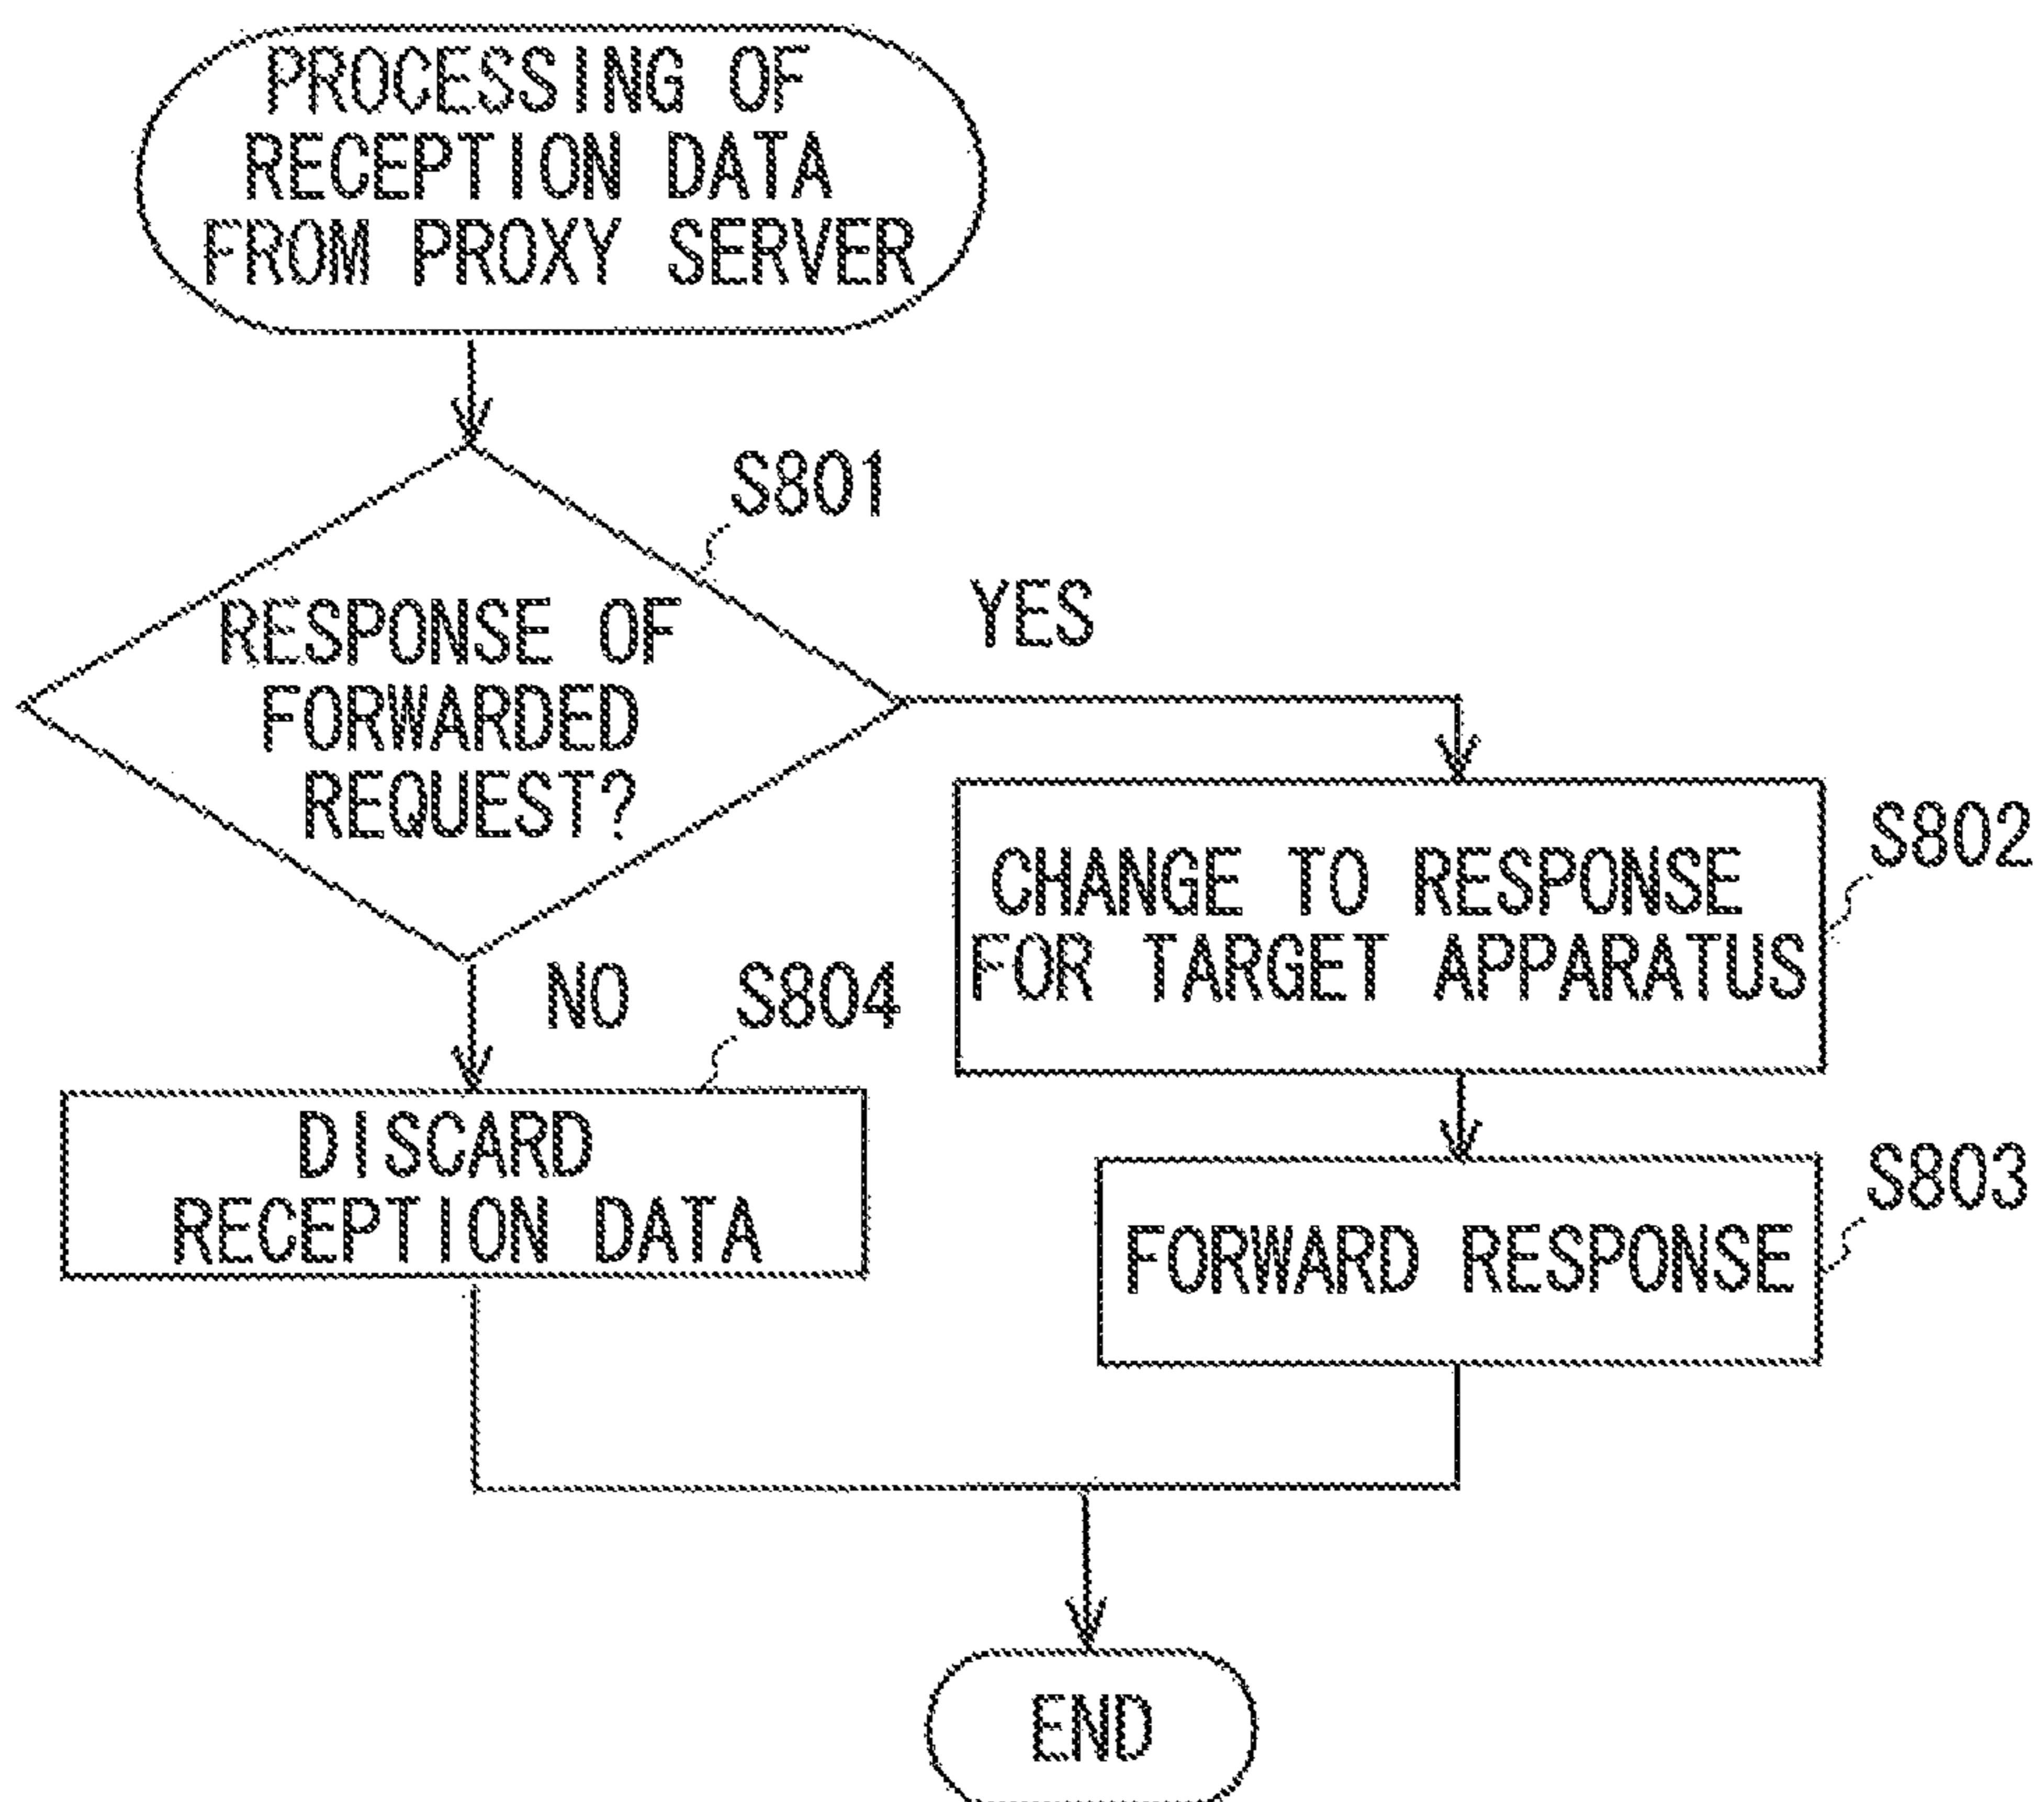 PROCESSING OF
RECEPTION DATA
FROM PROXY SERVER
S801
RESPONSE OF
FORWARDED
REQUEST?
YES
S802
CHANGE TO RESPONSE
FOR TARGET APPARATUS
NO
S804
DISCARD
RECEPTION DATA
S803
FORWARD RESPONSE
END